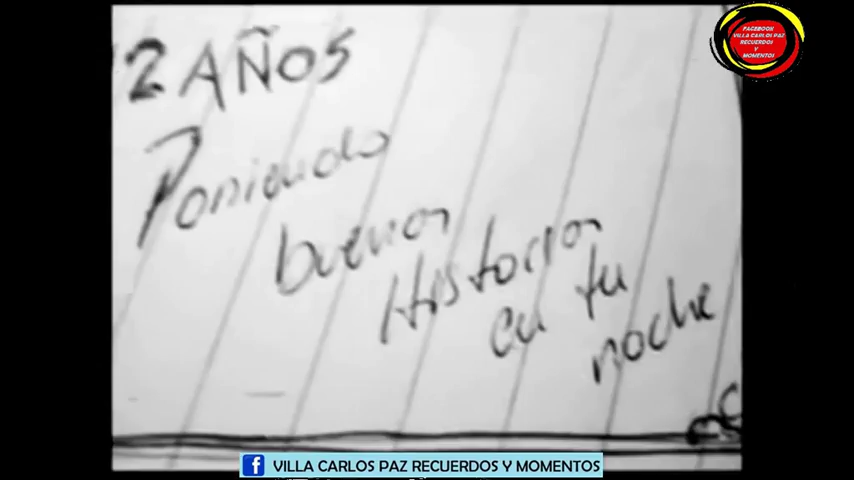 2 AÑOS
Poniendo
buenas
Historias
en tu
noche
FACEBOOK
VILLA CARLOS PAZ
RECUERDOS
Y
MOMENTOS
VILLA CARLOS PAZ RECUERDOS Y MOMENTOS